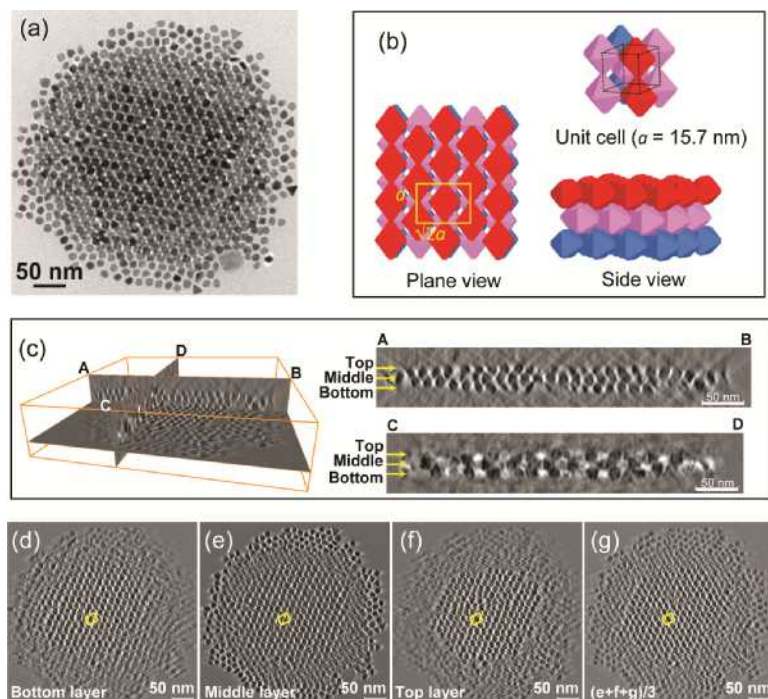 (a)
50 nm
(b)
a
√2a
Plane view
Unit cell (a = 15.7 nm)
Side view
(c)
A
D
B
C
A
B
Top
Middle
Bottom
50 nm
C
D
Top
Middle
Bottom
50 nm
(d)
Bottom layer
50 nm
(e)
Middle layer
50 nm
(f)
Top layer
50 nm
(g)
(e+f+g)/3
50 nm